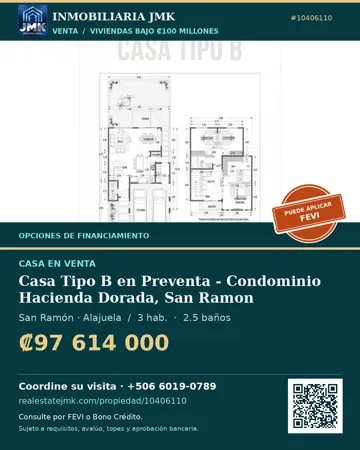 JMK
INMOBILIARIA JMK
#10406110
VENTA / VIVIENDAS BAJO ₡100 MILLONES
CASA TIPO B
PUEDE APLICAR
FEVI
OPCIONES DE FINANCIAMIENTO
CASA EN VENTA
Casa Tipo B en Preventa - Condominio
Hacienda Dorada, San Ramon
San Ramón · Alajuela / 3 hab. · 2.5 baños
₡97 614 000
Coordine su visita · +506 6019-0789
realestatejmk.com/propiedad/10406110
Consulte por FEVI o Bono Crédito.
Sujeto a requisitos, avalúo, topes y aprobación bancaria.